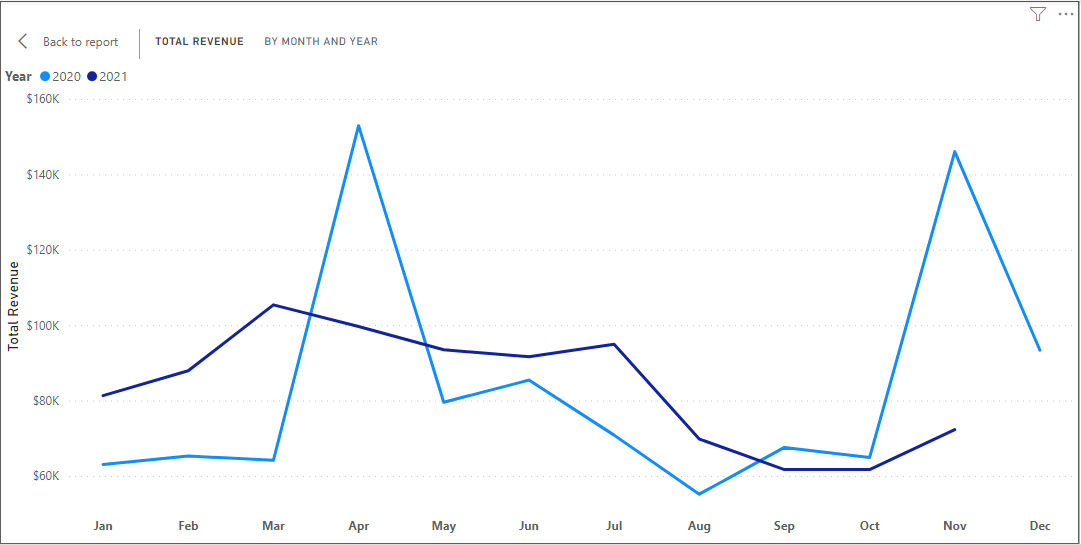 Back to report TOTAL REVENUE BY MONTH AND YEAR
Year 2020 2021
$160K
$140K
$120K
$100K
$80K
$60K
Total Revenue
Jan Feb Mar Apr May Jun Jul Aug Sep Oct Nov Dec